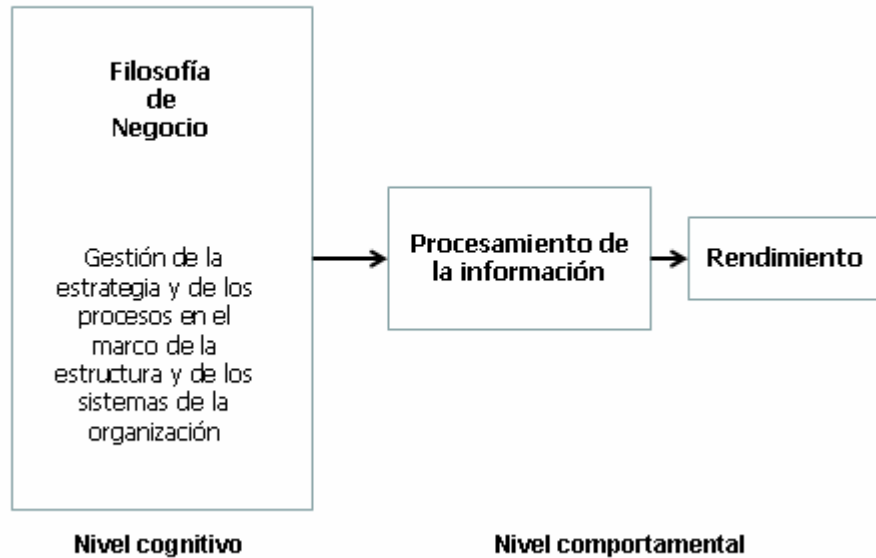 Filosofía
de
Negocio
Gestión de la
estrategia y de los
procesos en el
marco de la
estructura y de los
sistemas de la
organización
Procesamiento de
la información
Rendimiento
Nivel cognitivo
Nivel comportamental